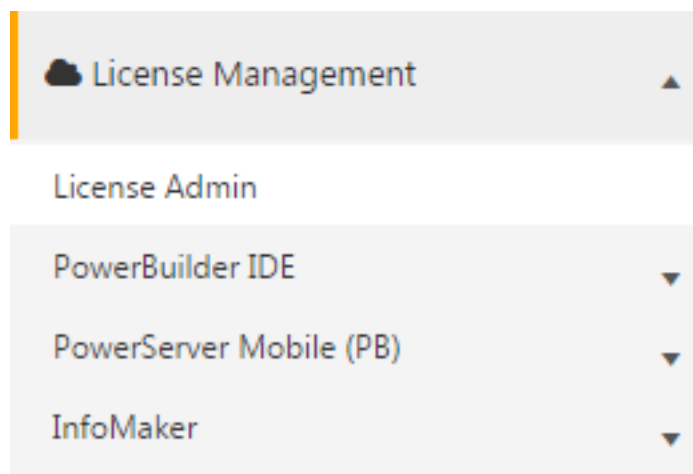 License Management
License Admin
PowerBuilder IDE
PowerServer Mobile (PB)
InfoMaker